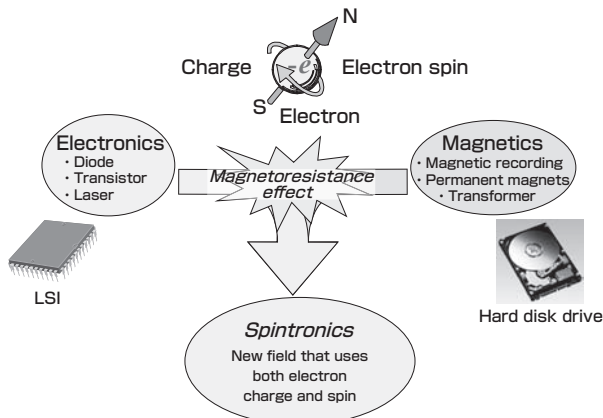 N
Charge
-e
Electron spin
S
Electron
Electronics
・Diode
・Transistor
・Laser
Magnetoresistance
effect
Magnetics
・Magnetic recording
・Permanent magnets
・Transformer
LSI
Hard disk drive
Spintronics
New field that uses
both electron
charge and spin